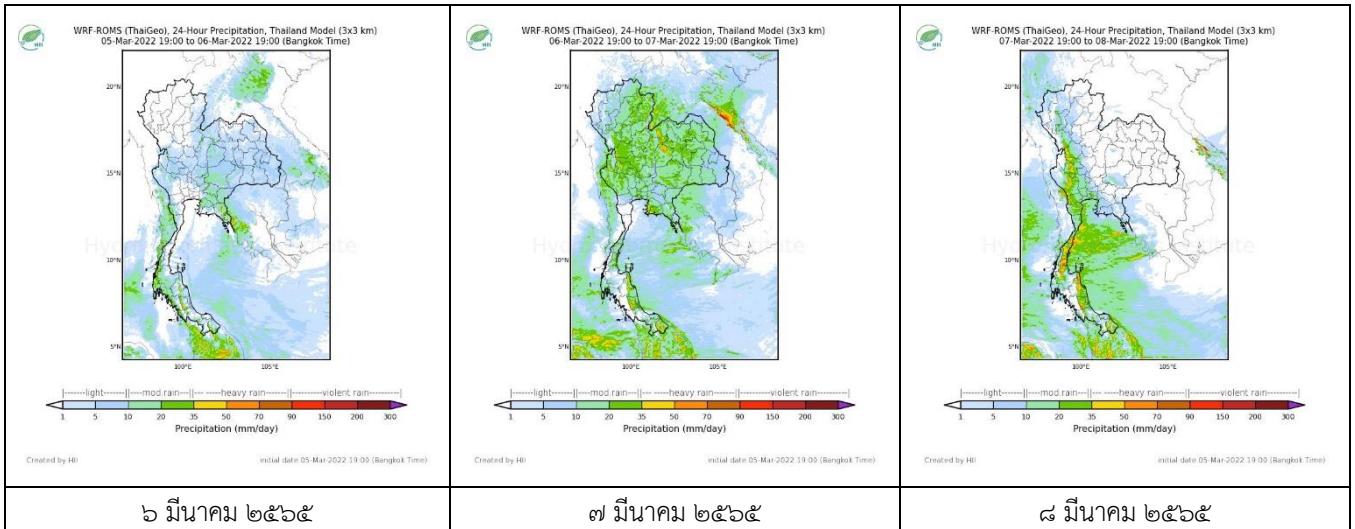 WRF-ROMS (ThaiGeo), 24-Hour Precipitation, Thailand Model (3x3 km)
05-Mar-2022 19:00 to 06-Mar-2022 19:00 (Bangkok Time)
HII
20°N
15°N
10°N
5°N
100°E 105°E
|-------light-------||----mod.rain---||--- -----heavy rain----||-------violent rain---------|
1 5 10 20 35 50 70 90 150 200 300
Precipitation (mm/day)
Created by HII initial date 05-Mar-2022 19:00 (Bangkok Time)
๖ มีนาคม ๒๕๖๕
WRF-ROMS (ThaiGeo), 24-Hour Precipitation, Thailand Model (3x3 km)
06-Mar-2022 19:00 to 07-Mar-2022 19:00 (Bangkok Time)
HII
20°N
15°N
10°N
5°N
100°E 105°E
|-------light-------||----mod.rain---||--- -----heavy rain----||-------violent rain---------|
1 5 10 20 35 50 70 90 150 200 300
Precipitation (mm/day)
Created by HII initial date 05-Mar-2022 19:00 (Bangkok Time)
๗ มีนาคม ๒๕๖๕
WRF-ROMS (ThaiGeo), 24-Hour Precipitation, Thailand Model (3x3 km)
07-Mar-2022 19:00 to 08-Mar-2022 19:00 (Bangkok Time)
HII
20°N
15°N
10°N
5°N
100°E 105°E
|-------light-------||----mod.rain---||--- -----heavy rain----||-------violent rain---------|
1 5 10 20 35 50 70 90 150 200 300
Precipitation (mm/day)
Created by HII initial date 05-Mar-2022 19:00 (Bangkok Time)
๘ มีนาคม ๒๕๖๕